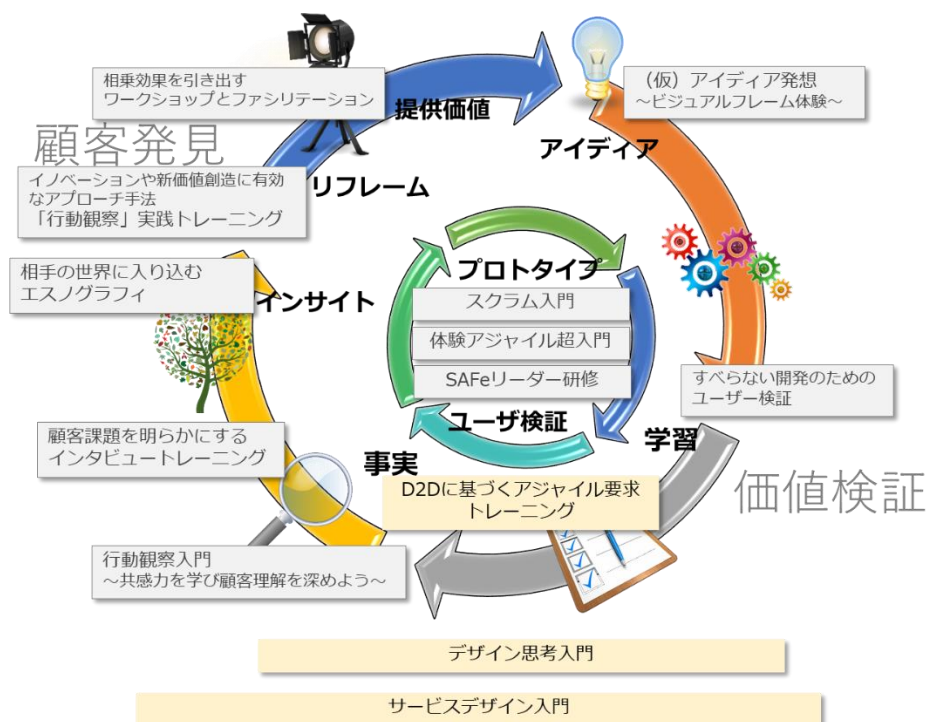 相乗効果を引き出す
ワークショップとファシリテーション
提供価値
(仮)アイディア発想
~ビジュアルフレーム体験~
アイディア
顧客発見
イノベーションや新価値創造に有効
なアプローチ手法
「行動観察」実践トレーニング
リフレーム
相手の世界に入り込む
エスノグラフィ
インサイト
プロトタイプ
スクラム入門
体験アジャイル超入門
SAFeリーダー研修
ユーザ検証
すべらない開発のための
ユーザー検証
学習
顧客課題を明らかにする
インタビュートレーニング
事実
D2Dに基づくアジャイル要求
トレーニング
価値検証
行動観察入門
~共感力を学び顧客理解を深めよう~
デザイン思考入門
サービスデザイン入門